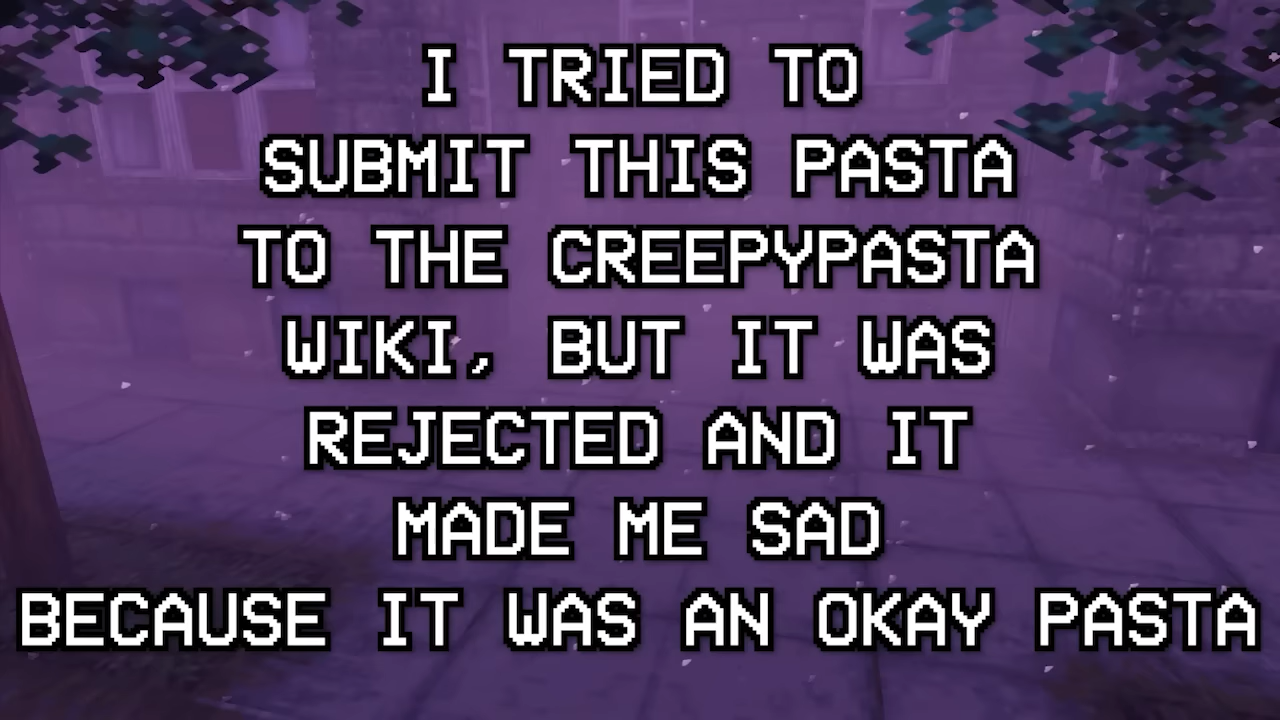 I TRIED TO
SUBMIT THIS PASTA
TO THE CREEPYPASTA
WIKI, BUT IT WAS
REJECTED AND IT
MADE ME SAD
BECAUSE IT WAS AN OKAY PASTA